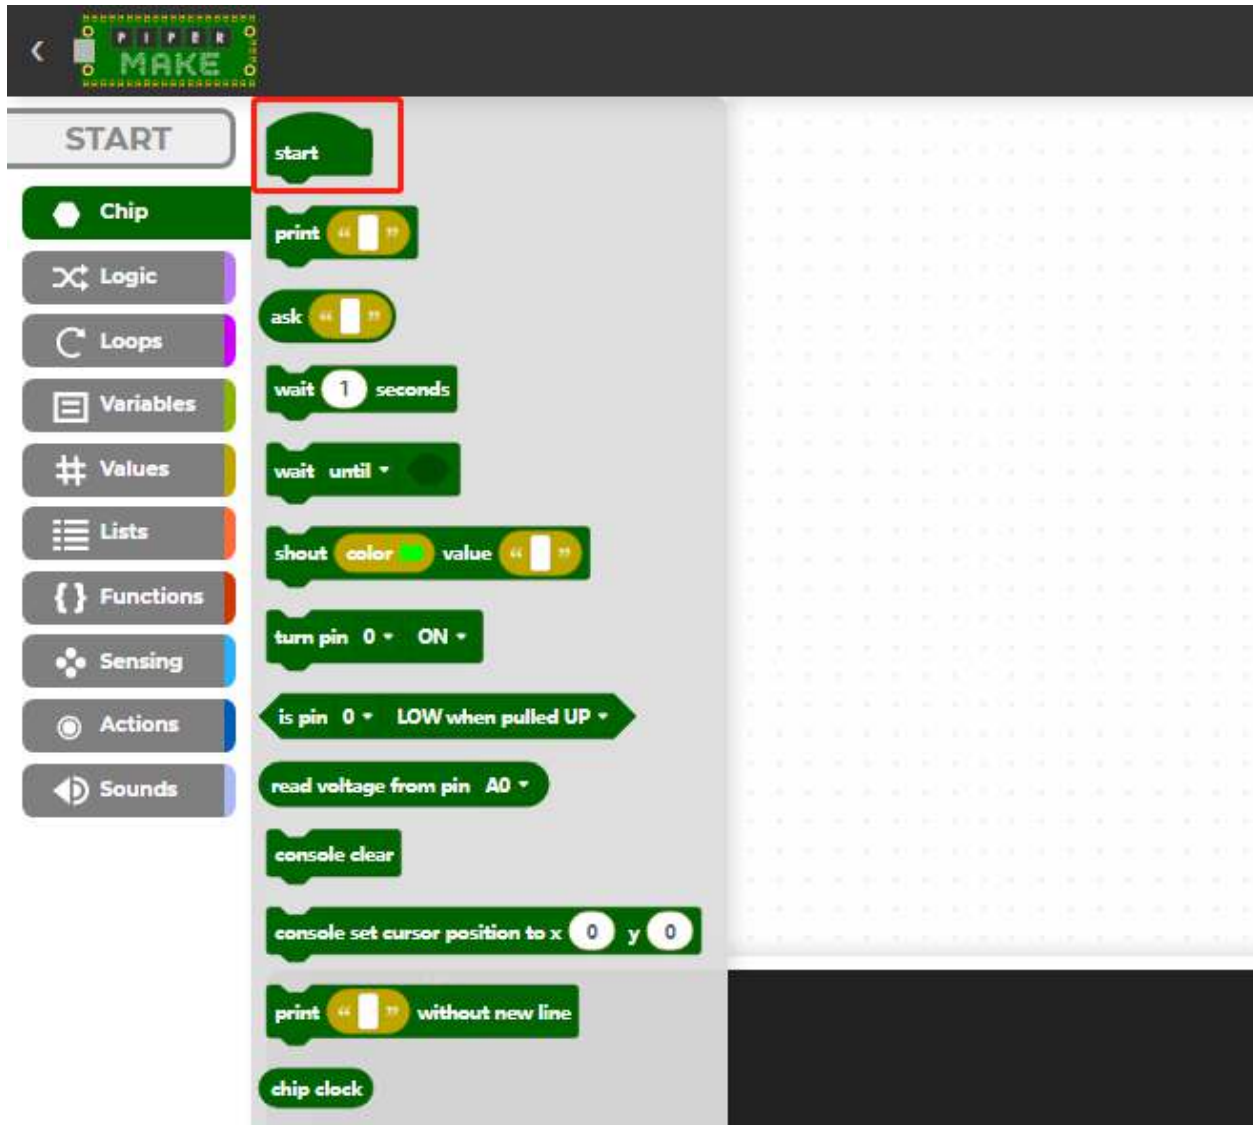 PIPER
MAKE
START
Chip
Logic
Loops
Variables
Values
Lists
Functions
Sensing
Actions
Sounds
start
print “ ”
ask “ ”
wait 1 seconds
wait until
shout color value “ ”
turn pin 0 ON
is pin 0 LOW when pulled UP
read voltage from pin A0
console clear
console set cursor position to x 0 y 0
print “ ” without new line
chip clock